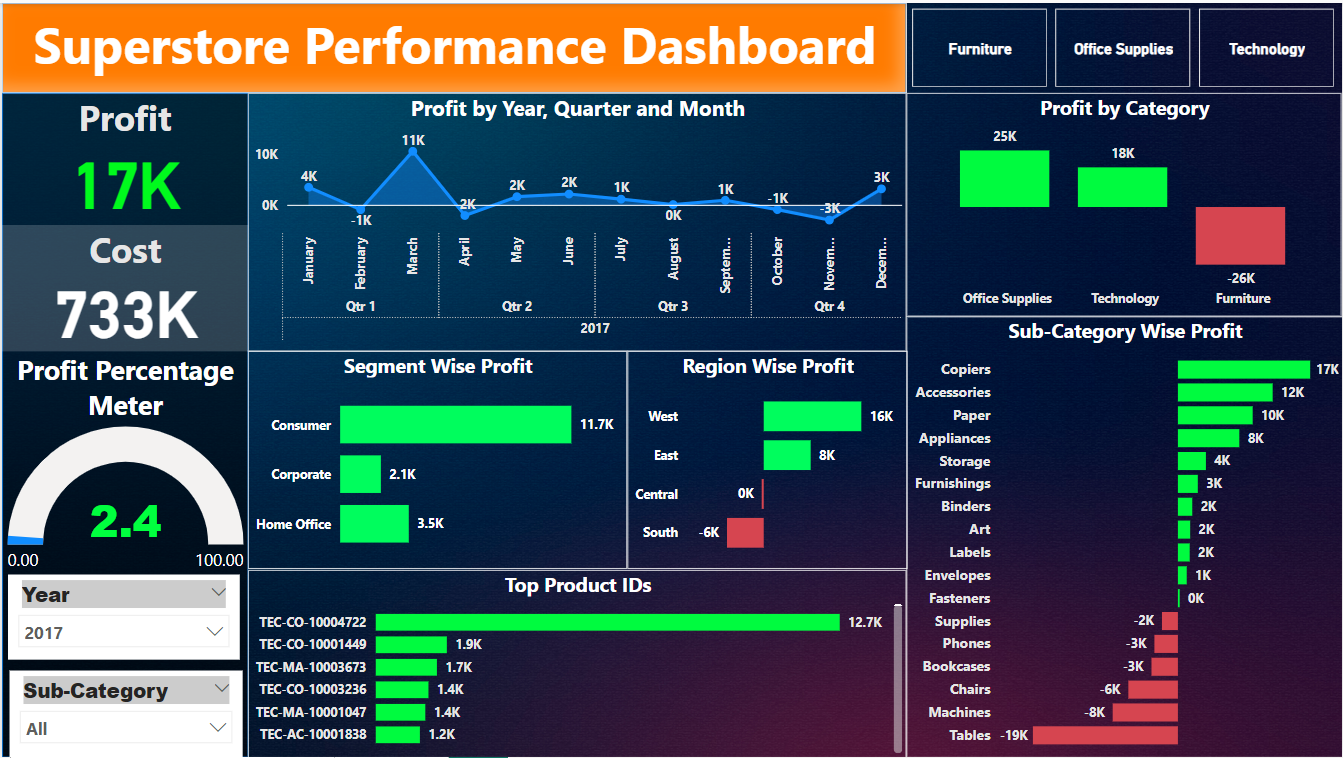 Superstore Performance Dashboard
Furniture
Office Supplies
Technology
Profit
17K
Cost
733K
Profit Percentage
Meter
2.4
0.00
100.00
Year
2017
Sub-Category
All
Profit by Year, Quarter and Month
10K
0K
4K
-1K
11K
-2K
2K
2K
1K
0K
1K
-1K
-3K
3K
January
February
March
April
May
June
July
August
Septem...
October
Novem...
Decem...
Qtr 1
Qtr 2
Qtr 3
Qtr 4
2017
Segment Wise Profit
Consumer 11.7K
Corporate 2.1K
Home Office 3.5K
Region Wise Profit
West 16K
East 8K
Central 0K
South -6K
Top Product IDs
TEC-CO-10004722 12.7K
TEC-CO-10001449 1.9K
TEC-MA-10003673 1.7K
TEC-CO-10003236 1.4K
TEC-MA-10001047 1.4K
TEC-AC-10001838 1.2K
Profit by Category
25K
18K
-26K
Office Supplies
Technology
Furniture
Sub-Category Wise Profit
Copiers 17K
Accessories 12K
Paper 10K
Appliances 8K
Storage 4K
Furnishings 3K
Binders 2K
Art 2K
Labels 2K
Envelopes 1K
Fasteners 0K
Supplies -2K
Phones -3K
Bookcases -3K
Chairs -6K
Machines -8K
Tables -19K